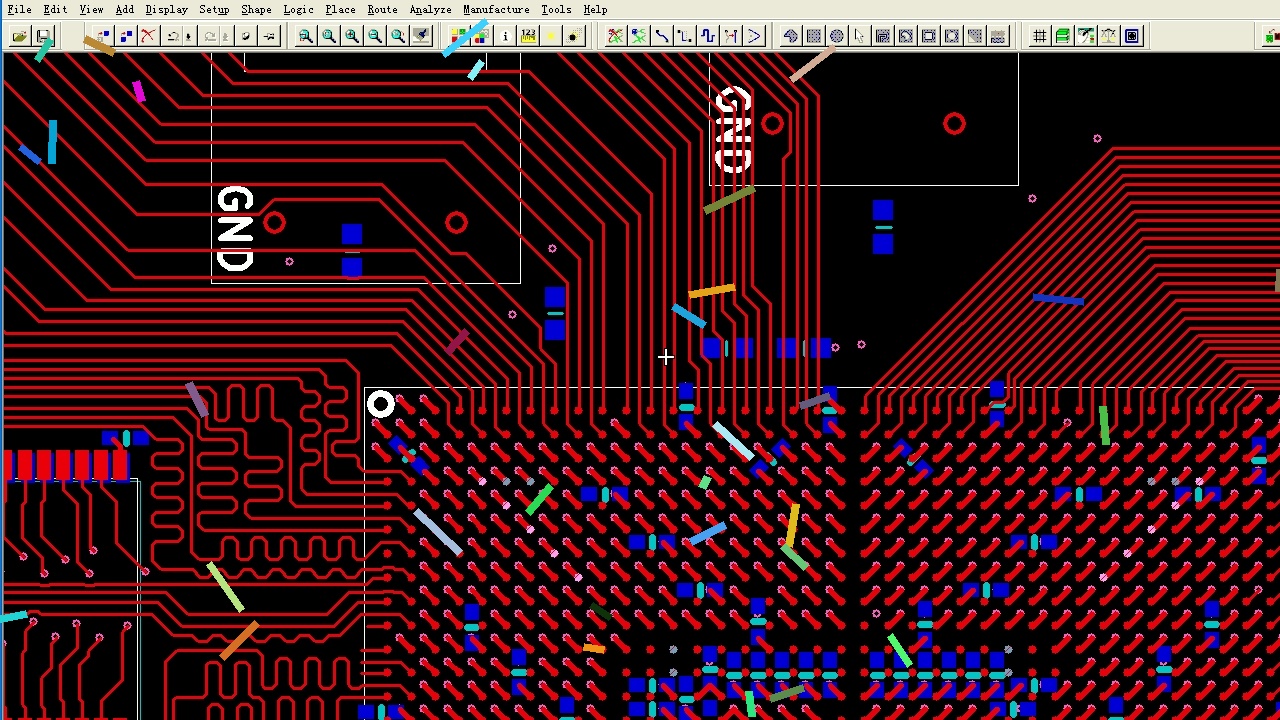 File Edit View Add Display Setup Shape Logic Place Route Analyze Manufacture Tools Help
GND
GND